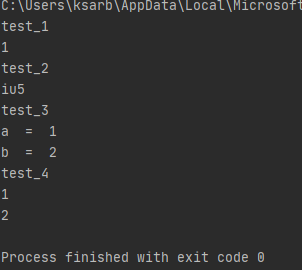 C:\Users\ksarb\AppData\Local\Microsoft
test_1
1
test_2
iu5
test_3
a  =  1
b  =  2
test_4
1
2
Process finished with exit code 0